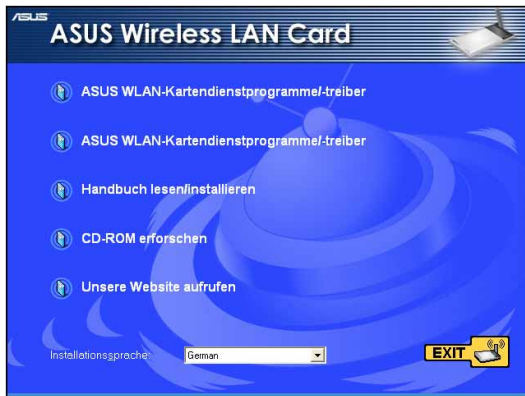 ASUS
ASUS Wireless LAN Card
ASUS WLAN-Kartendienstprogramme/-treiber
ASUS WLAN-Kartendienstprogramme/-treiber
Handbuch lesen/installieren
CD-ROM erforschen
Unsere Website aufrufen
Installationssprache: German
EXIT